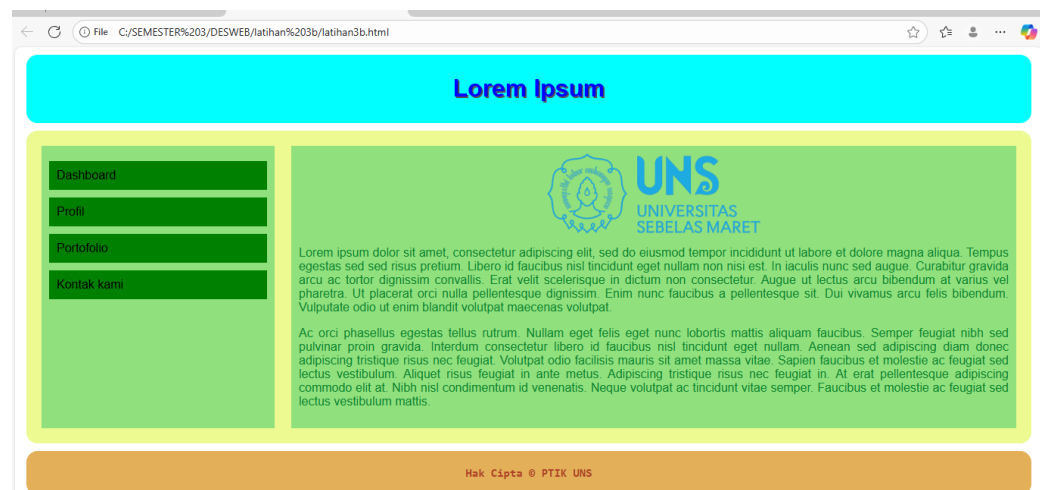 File C:/SEMESTER%203/DESWEB/latihan%203b/latihan3b.html
Lorem Ipsum
Dashboard
Profil
Portofolio
Kontak kami
UNS
UNIVERSITAS
SEBELAS MARET
Lorem ipsum dolor sit amet, consectetur adipiscing elit, sed do eiusmod tempor incididunt ut labore et dolore magna aliqua. Tempus
egestas sed sed risus pretium. Libero id faucibus nisl tincidunt eget nullam non nisi est. In iaculis nunc sed augue. Curabitur gravida
arcu ac tortor dignissim convallis. Erat velit scelerisque in dictum non consectetur. Augue ut lectus arcu bibendum at varius vel
pharetra. Ut placerat orci nulla pellentesque dignissim. Enim nunc faucibus a pellentesque sit. Dui vivamus arcu felis bibendum.
Vulputate odio ut enim blandit volutpat maecenas volutpat.
Ac orci phasellus egestas tellus rutrum. Nullam eget felis eget nunc lobortis mattis aliquam faucibus. Semper feugiat nibh sed
pulvinar proin gravida. Interdum consectetur libero id faucibus nisl tincidunt eget nullam. Aenean sed adipiscing diam donec
adipiscing tristique risus nec feugiat. Volutpat odio facilisis mauris sit amet massa vitae. Sapien faucibus et molestie ac feugiat sed
lectus vestibulum. Aliquet risus feugiat in ante metus. Adipiscing tristique risus nec feugiat in. At erat pellentesque adipiscing
commodo elit at. Nibh nisl condimentum id venenatis. Neque volutpat ac tincidunt vitae semper. Faucibus et molestie ac feugiat sed
lectus vestibulum mattis.
Hak Cipta © PTIK UNS